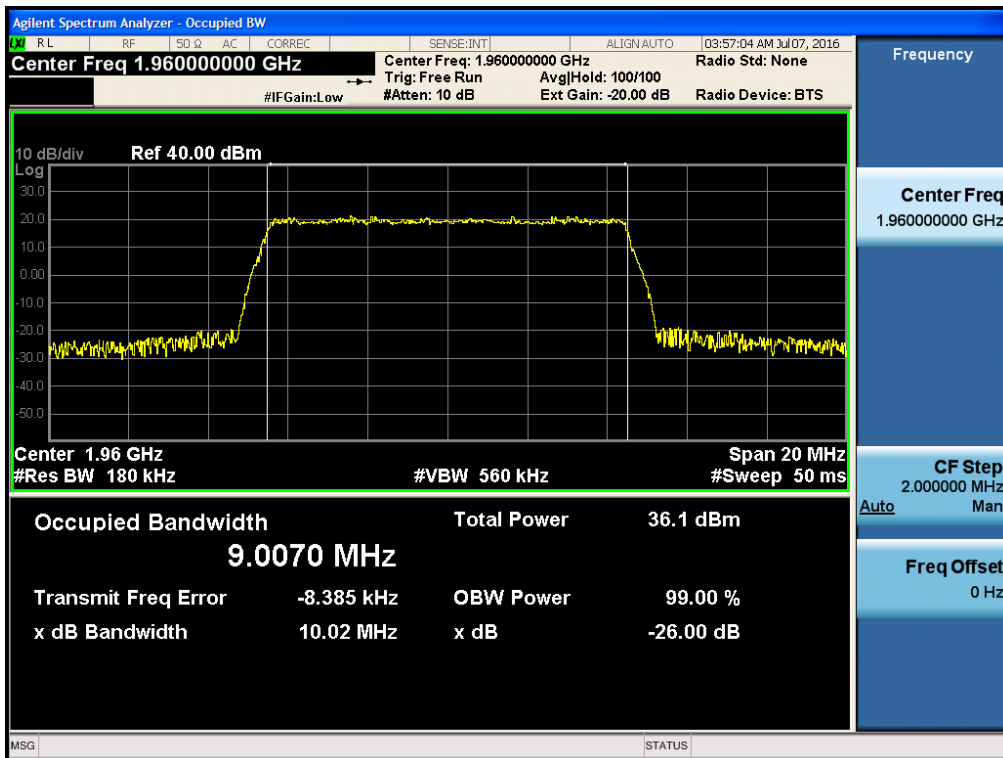 Agilent Spectrum Analyzer - Occupied BW
LXI RL RF 50 Ω AC CORREC SENSE:INT ALIGN AUTO 03:57:04 AM Jul 07, 2016
Center Freq 1.960000000 GHz Center Freq: 1.960000000 GHz Radio Std: None
Trig: Free Run Avg|Hold: 100/100
#IFGain:Low #Atten: 10 dB Ext Gain: -20.00 dB Radio Device: BTS
10 dB/div Ref 40.00 dBm
Log
30.0
20.0
10.0
0.00
-10.0
-20.0
-30.0
-40.0
-50.0
Center 1.96 GHz Span 20 MHz
#Res BW 180 kHz #VBW 560 kHz #Sweep 50 ms
Occupied Bandwidth Total Power 36.1 dBm
9.0070 MHz
Transmit Freq Error -8.385 kHz OBW Power 99.00 %
x dB Bandwidth 10.02 MHz x dB -26.00 dB
MSG STATUS
Frequency
Center Freq
1.960000000 GHz
CF Step
2.000000 MHz
Auto Man
Freq Offset
0 Hz